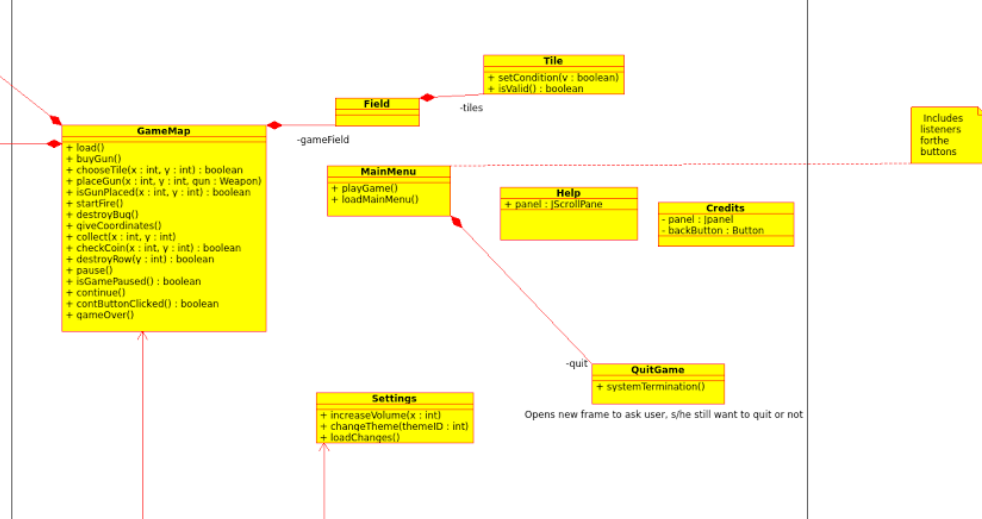 Tile
+ setCondition(v : boolean)
+ isValid() : boolean
-tiles
Field
-gameField
GameMap
+ load()
+ buyGun()
+ chooseTile(x : int, y : int) : boolean
+ placeGun(x : int, y : int, gun : Weapon)
+ isGunPlaced(x : int, y : int) : boolean
+ startFire()
+ destroyBug()
+ giveCoordinates()
+ collect(x : int, y : int)
+ checkCoin(x : int, y : int) : boolean
+ destroyRow(y : int) : boolean
+ pause()
+ isGamePaused() : boolean
+ continue()
+ contButtonClicked() : boolean
+ gameOver()
Includes
listeners
forthe
buttons
MainMenu
+ playGame()
+ loadMainMenu()
Help
+ panel : JScrollPane
Credits
- panel : Jpanel
- backButton : Button
-quit
QuitGame
+ systemTermination()
Opens new frame to ask user, s/he still want to quit or not
Settings
+ increaseVolume(x : int)
+ changeTheme(themeID : int)
+ loadChanges()